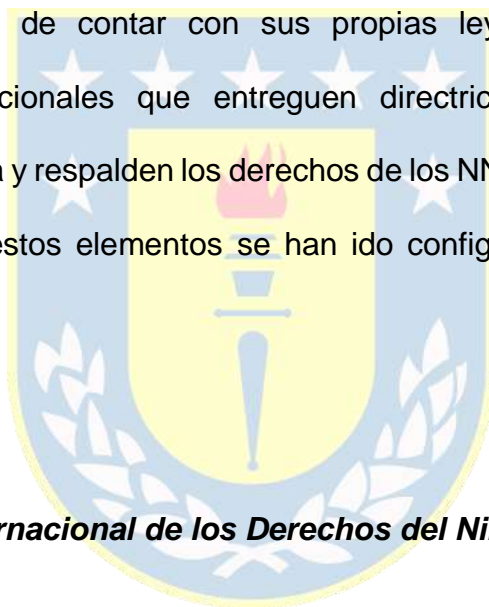 de contar con sus propias ley
cionales que entreguen directric
a y respalden los derechos de los NN
estos elementos se han ido config
rnacional de los Derechos del Ni